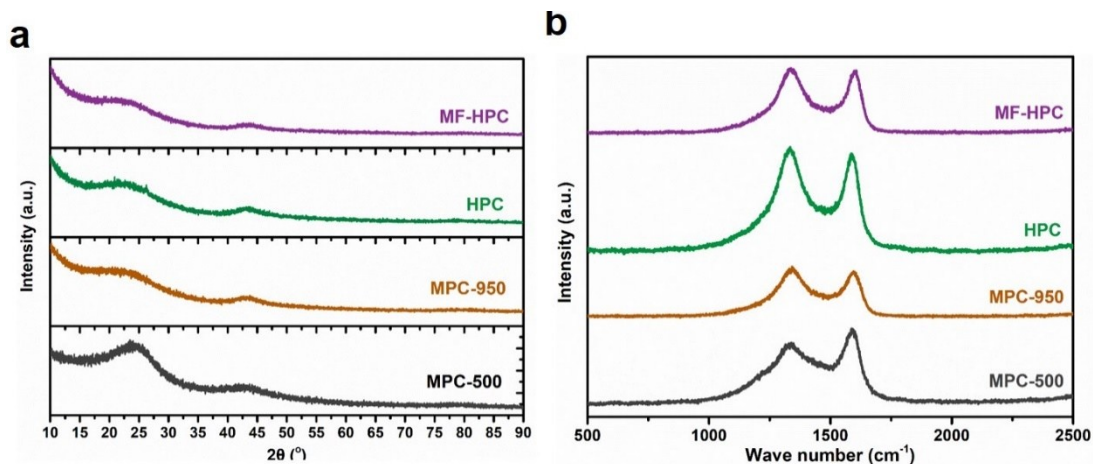 a
MF-HPC
HPC
MPC-950
MPC-500
Intensity (a.u.)
10 15 20 25 30 35 40 45 50 55 60 65 70 75 80 85 90
2θ (°)
b
MF-HPC
HPC
MPC-950
MPC-500
Intensity (a.u.)
500 1000 1500 2000 2500
Wave number (cm⁻¹)